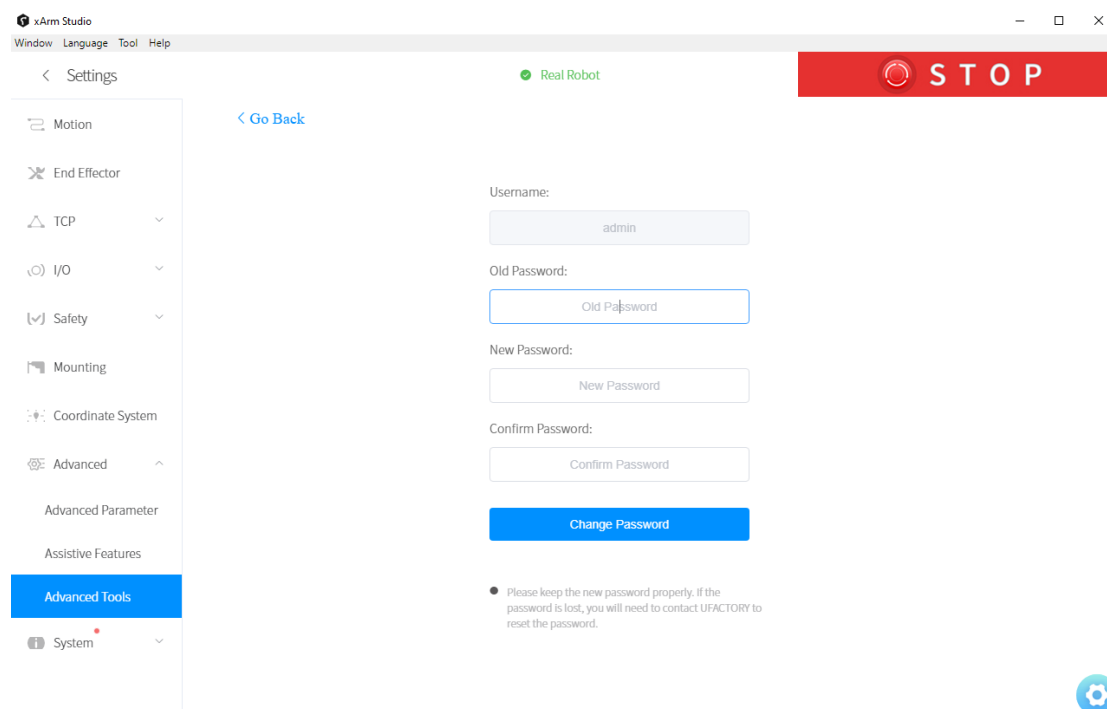 xArm Studio
Window Language Tool Help
Settings
Real Robot
STOP
Motion
Go Back
End Effector
Username:
TCP
admin
I/O
Old Password:
Old Password
Safety
New Password:
Mounting
New Password
Coordinate System
Confirm Password:
Advanced
Confirm Password
Advanced Parameter
Change Password
Assistive Features
Advanced Tools
Please keep the new password properly. If the
password is lost, you will need to contact UFACTORY to
reset the password.
System